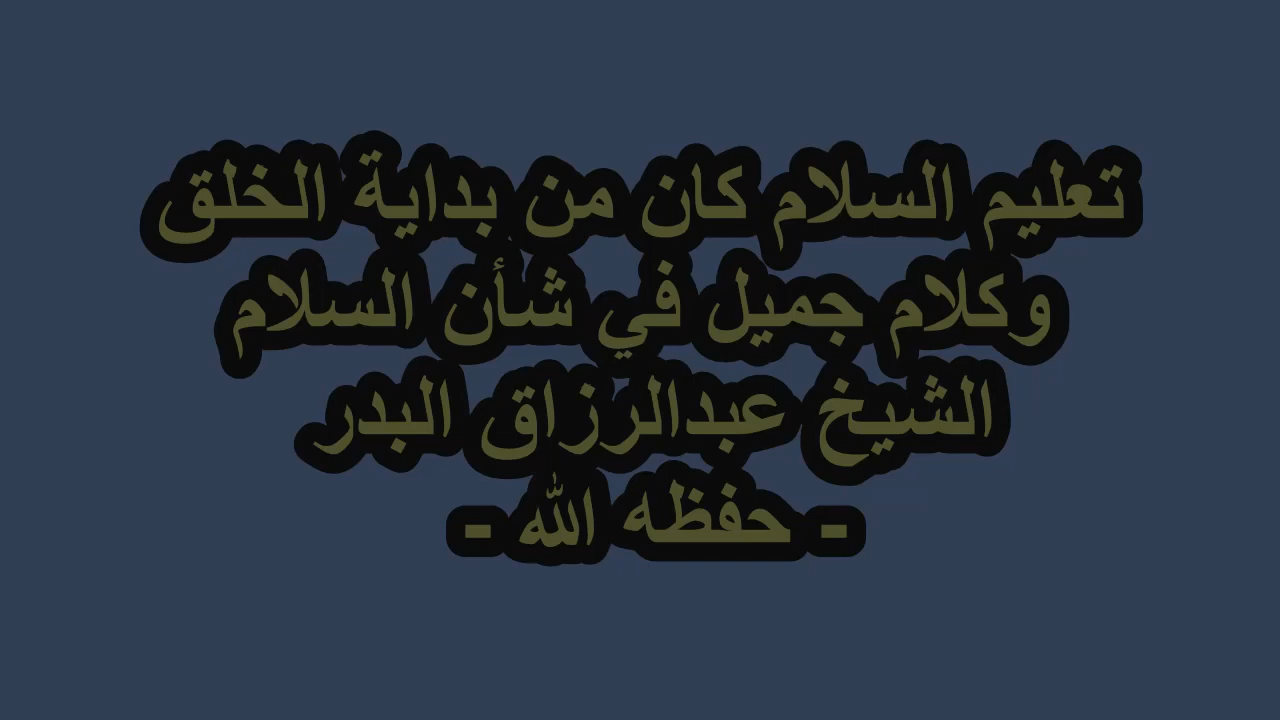 تعليم السلام كان من بداية الخلق
وكلام جميل في شأن السلام
الشيخ عبدالرزاق البدر
- حفظه الله -